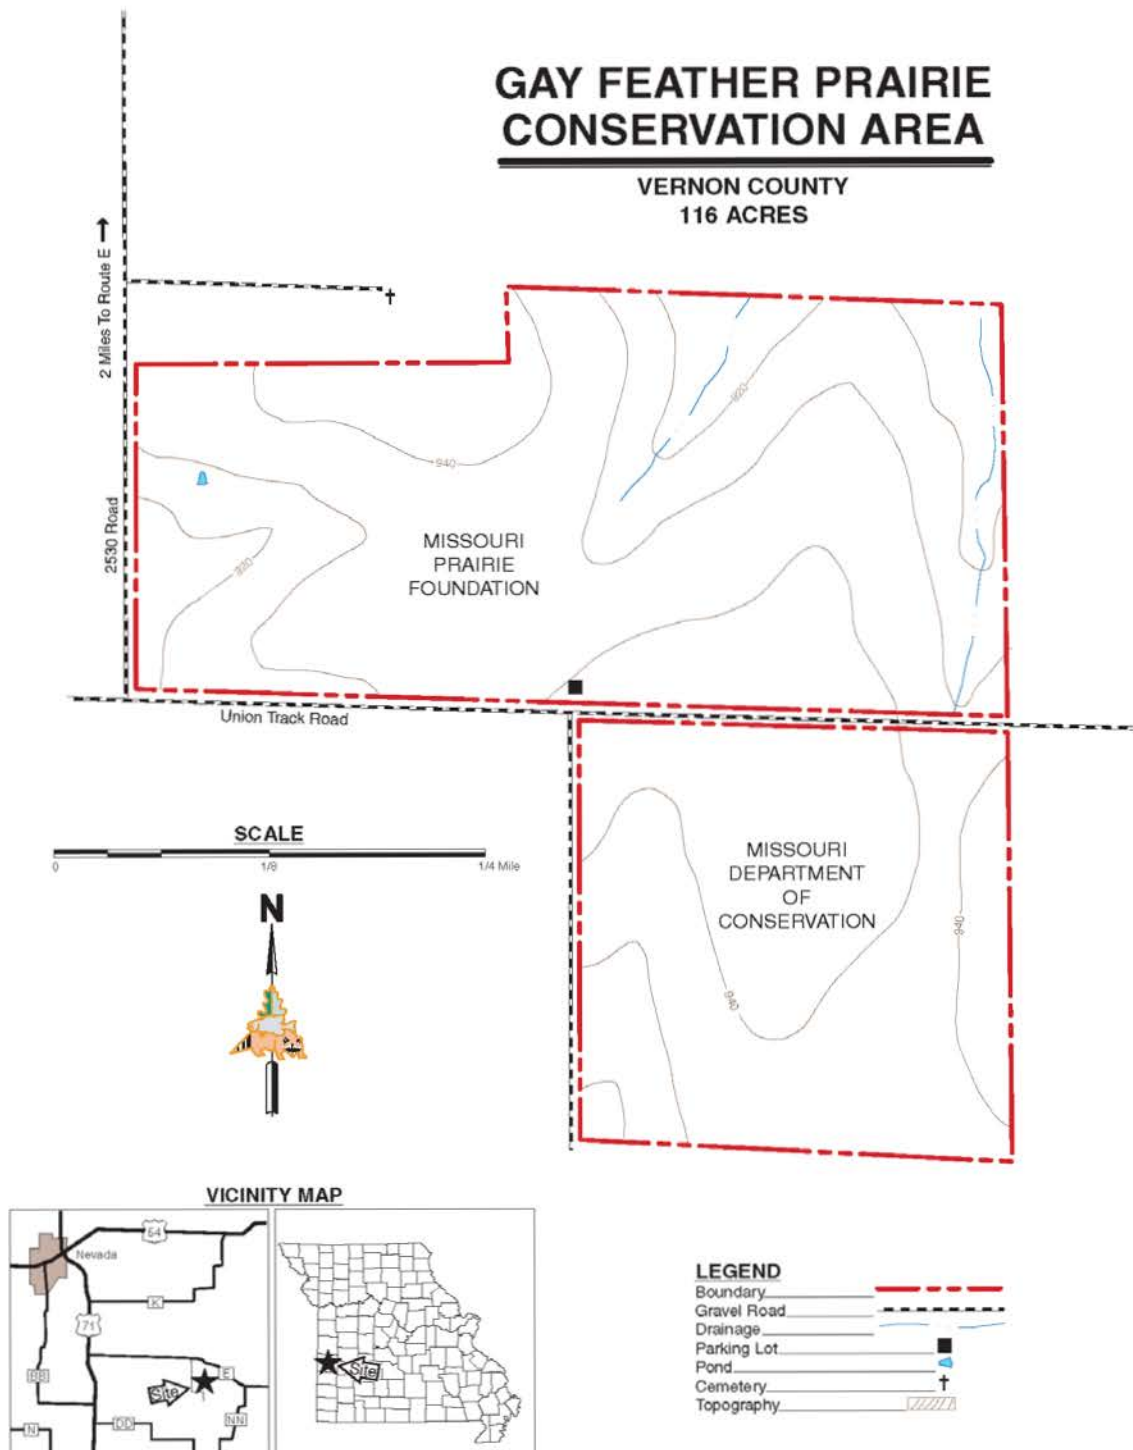 GAY FEATHER PRAIRIE
CONSERVATION AREA
VERNON COUNTY
116 ACRES
2 Miles To Route E
2530 Road
940
920
920
MISSOURI
PRAIRIE
FOUNDATION
Union Track Road
MISSOURI
DEPARTMENT
OF
CONSERVATION
940
940
SCALE
0 1/8 1/4 Mile
N
VICINITY MAP
54
Nevada
K
71
BB
E
Site
N
DD
NN
Site
LEGEND
Boundary
Gravel Road
Drainage
Parking Lot
Pond
Cemetery
Topography